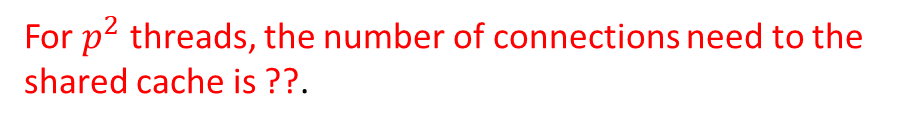 For p² threads, the number of connections need to the
shared cache is ??.